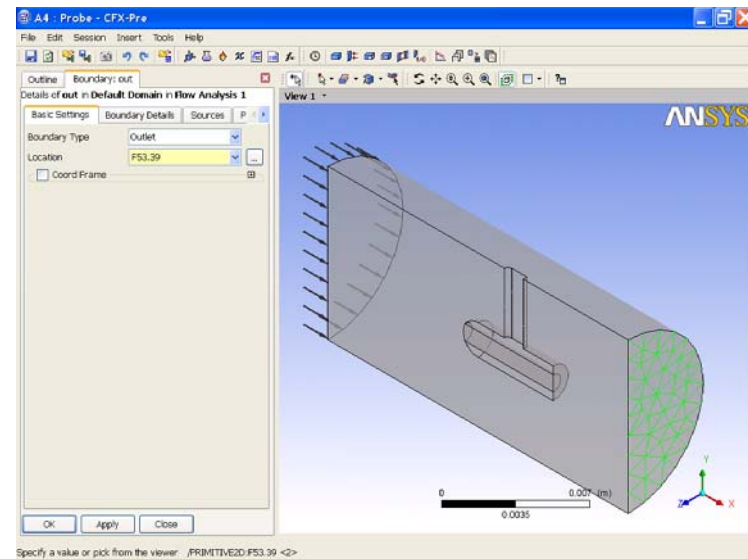 A4 : Probe - CFX-Pre
File Edit Session Insert Tools Help
Outline Boundary: out
Details of out in Default Domain in Flow Analysis 1
Basic Settings Boundary Details Sources P
Boundary Type Outlet
Location F53.39 ...
Coord Frame
OK Apply Close
View 1
ANSYS
0 0.007 (m)
0.0035
Y
Z X
Specify a value or pick from the viewer /PRIMITIVE2D:F53.39 <2>